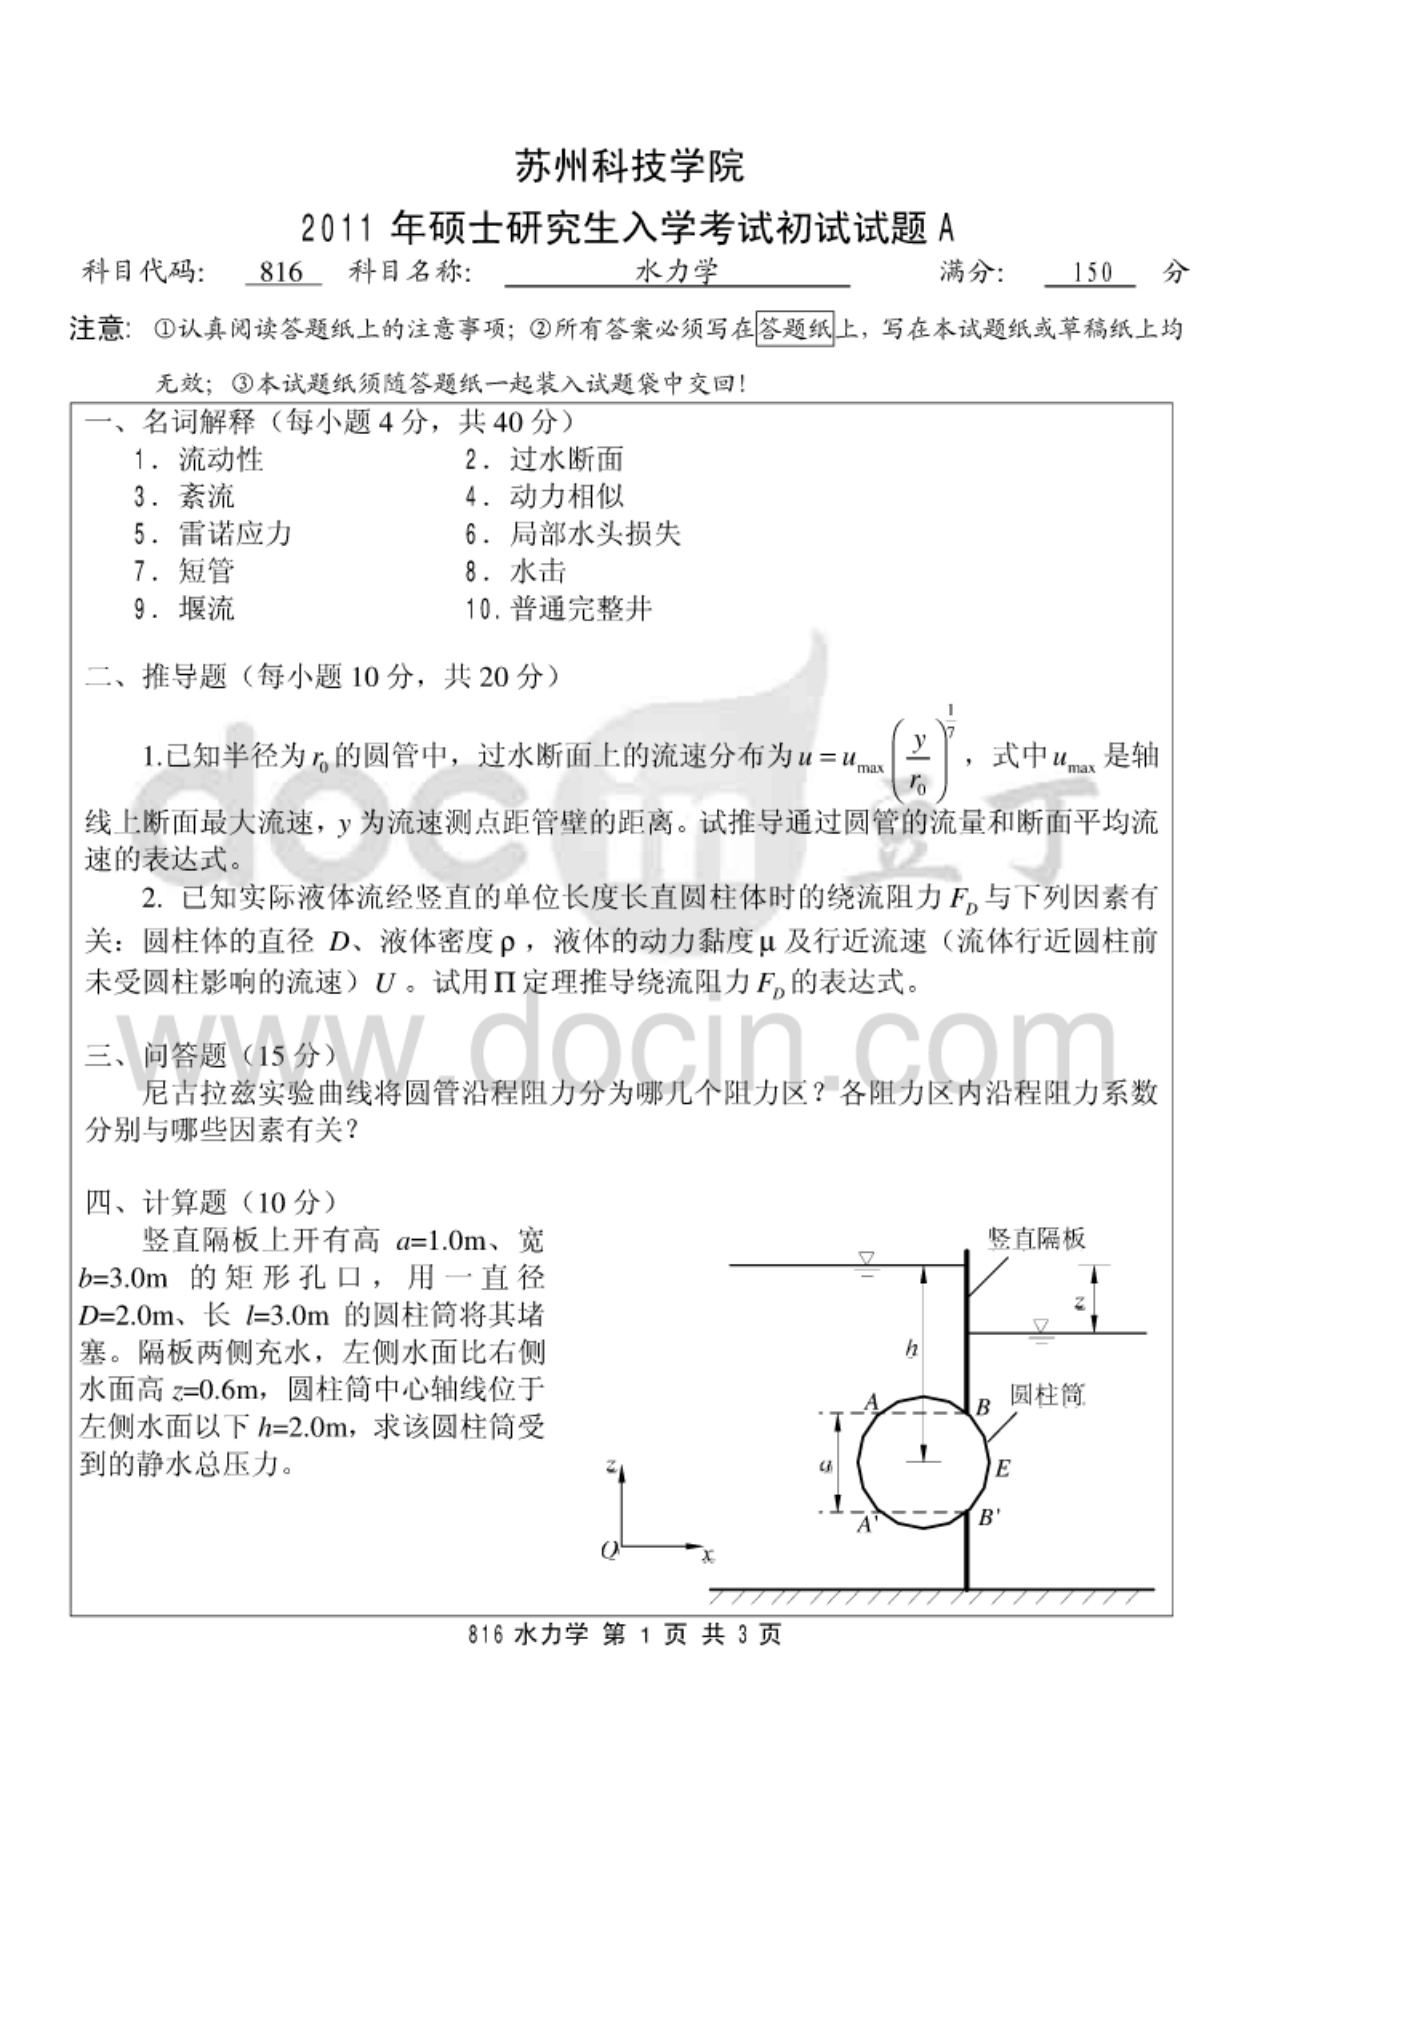 苏州科技学院
2011 年硕士研究生入学考试初试试题 A
科目代码: 816 科目名称: 水力学 满分: 150 分
注意: ①认真阅读答题纸上的注意事项; ②所有答案必须写在答题纸上, 写在本试题纸或草稿纸上均
无效; ③本试题纸须随答题纸一起装入试题袋中交回!
一、名词解释（每小题 4 分，共 40 分）
1. 流动性 2. 过水断面
3. 紊流 4. 动力相似
5. 雷诺应力 6. 局部水头损失
7. 短管 8. 水击
9. 堰流 10. 普通完整井
二、推导题（每小题 10 分，共 20 分）
1.已知半径为 r₀ 的圆管中，过水断面上的流速分布为 u = u_max (y/r₀)^(1/7)，式中 u_max 是轴
线上断面最大流速，y 为流速测点距管壁的距离。试推导通过圆管的流量和断面平均流
速的表达式。
2. 已知实际液体流经竖直的单位长度长直圆柱体时的绕流阻力 F_D 与下列因素有
关：圆柱体的直径 D、液体密度 ρ，液体的动力黏度 μ 及行近流速（流体行近圆柱前
未受圆柱影响的流速）U 。试用 Π 定理推导绕流阻力 F_D 的表达式。
三、问答题（15 分）
尼古拉兹实验曲线将圆管沿程阻力分为哪几个阻力区？各阻力区内沿程阻力系数
分别与哪些因素有关？
四、计算题（10 分）
竖直隔板上开有高 a=1.0m、宽
b=3.0m 的矩形孔口，用一直径
D=2.0m、长 l=3.0m 的圆柱筒将其堵
塞。隔板两侧充水，左侧水面比右侧
水面高 z=0.6m，圆柱筒中心轴线位于
左侧水面以下 h=2.0m，求该圆柱筒受
到的静水总压力。
竖直隔板
z
h
圆柱筒
A B
a E
A' B'
z
O x
816 水力学 第 1 页 共 3 页
docin 豆丁
www.docin.com